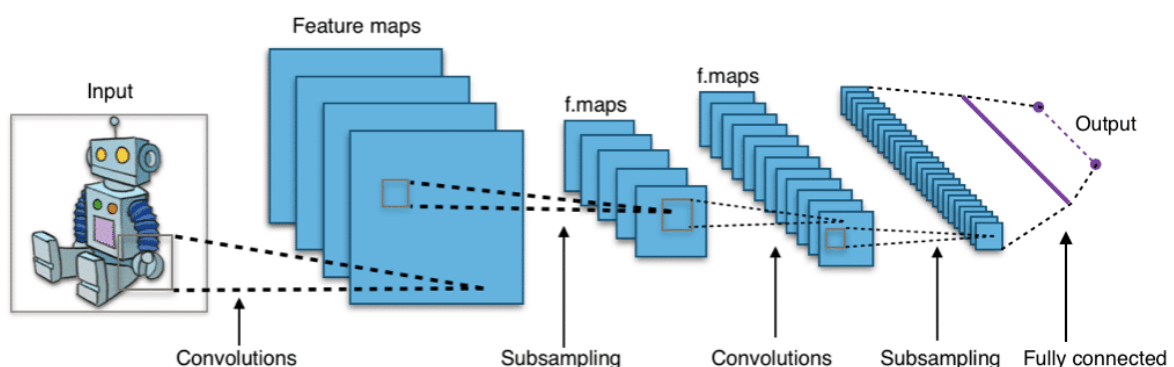 Feature maps
Input
f.maps
f.maps
Output
Convolutions
Subsampling
Convolutions
Subsampling
Fully connected